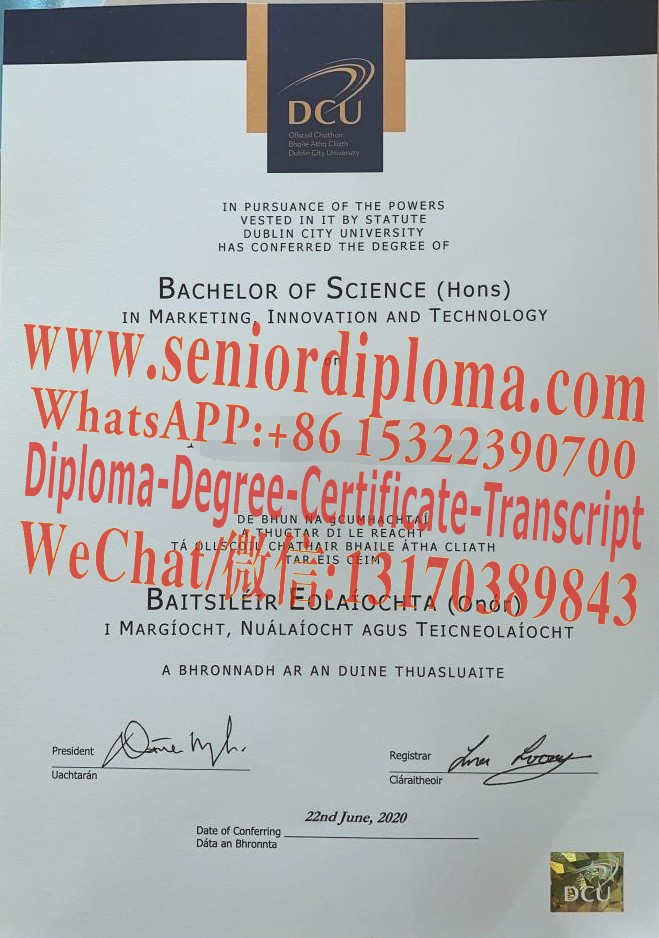 DCU
Ollscoil Chathair
Bhaile Átha Cliath
Dublin City University
IN PURSUANCE OF THE POWERS
VESTED IN IT BY STATUTE
DUBLIN CITY UNIVERSITY
HAS CONFERRED THE DEGREE OF
BACHELOR OF SCIENCE (Hons)
IN MARKETING, INNOVATION AND TECHNOLOGY
on
www.seniordiploma.com
WhatsAPP:+86 15322390700
Diploma-Degree-Certificate-Transcript
DE BHUN NA gCUMHACHTAÍ
A THUGTAR DI LE REACHT
TÁ OLLSCOIL CHATHAIR BHAILE ÁTHA CLIATH
TAR ÉIS CEIM
WeChat/微信:13170389843
BAITSILÉIR EOLAÍOCHTA (Onór)
I MARGÍOCHT, NUÁLAÍOCHT AGUS TEICNEOLAÍOCHT
A BHRONNADH AR AN DUINE THUASLUAITE
President
Uachtarán
Registrar
Cláraitheoir
22nd June, 2020
Date of Conferring
Dáta an Bhronnta
DCU